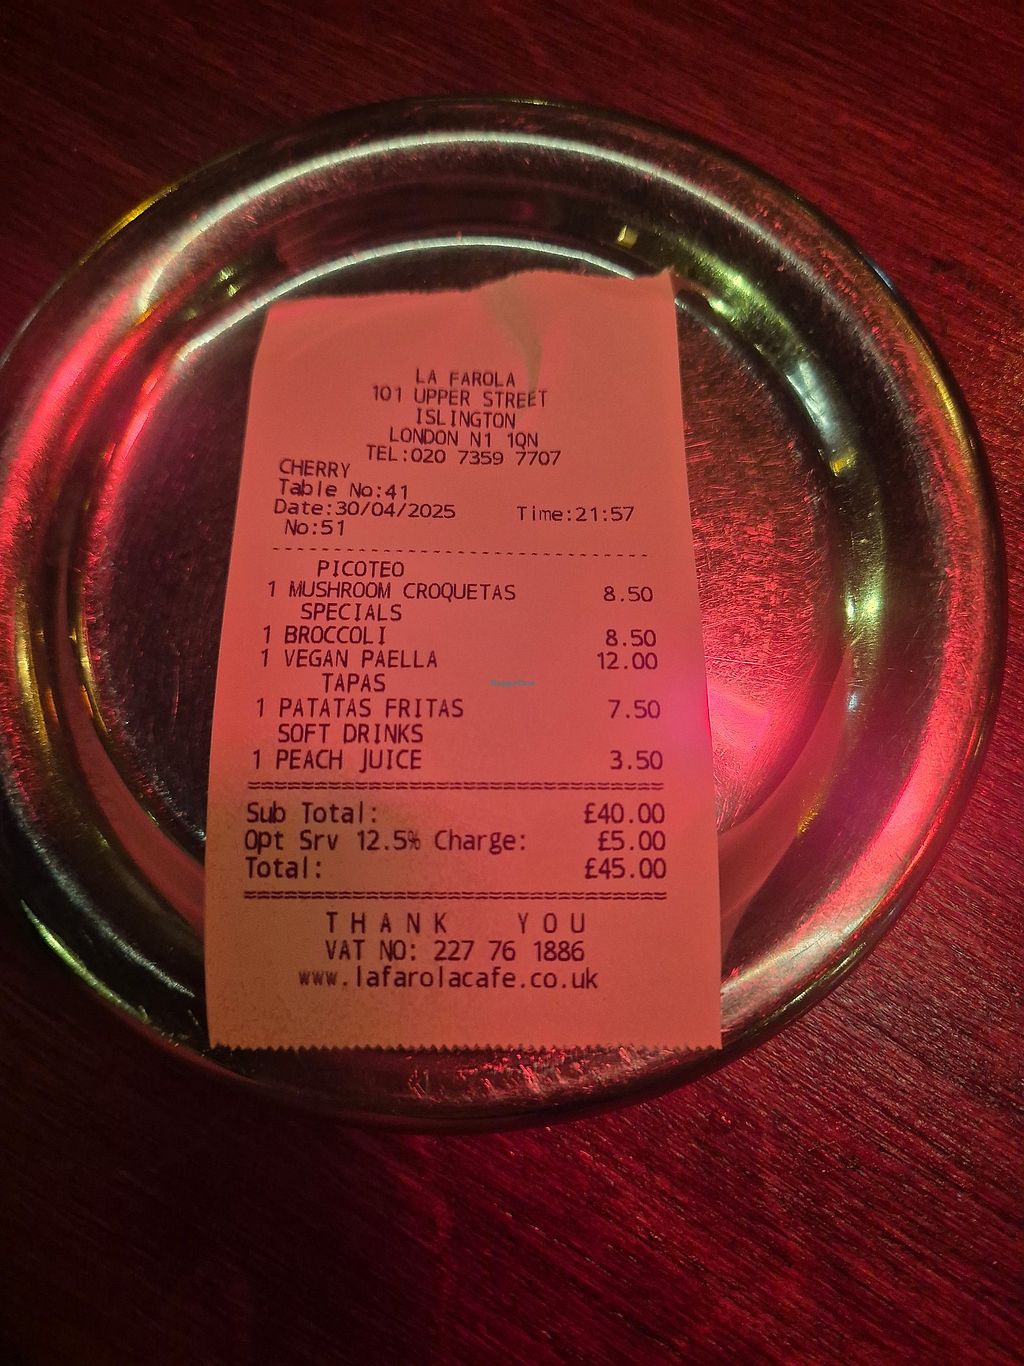 LA FAROLA
101 UPPER STREET
ISLINGTON
LONDON N1 1QN
TEL:020 7359 7707
CHERRY
Table No:41
Date:30/04/2025 Time:21:57
No:51
PICOTEO
1 MUSHROOM CROQUETAS 8.50
SPECIALS
1 BROCCOLI 8.50
1 VEGAN PAELLA 12.00
TAPAS
1 PATATAS FRITAS 7.50
SOFT DRINKS
1 PEACH JUICE 3.50
Sub Total: £40.00
Opt Srv 12.5% Charge: £5.00
Total: £45.00
THANK YOU
VAT NO: 227 76 1886
www.lafarolacafe.co.uk